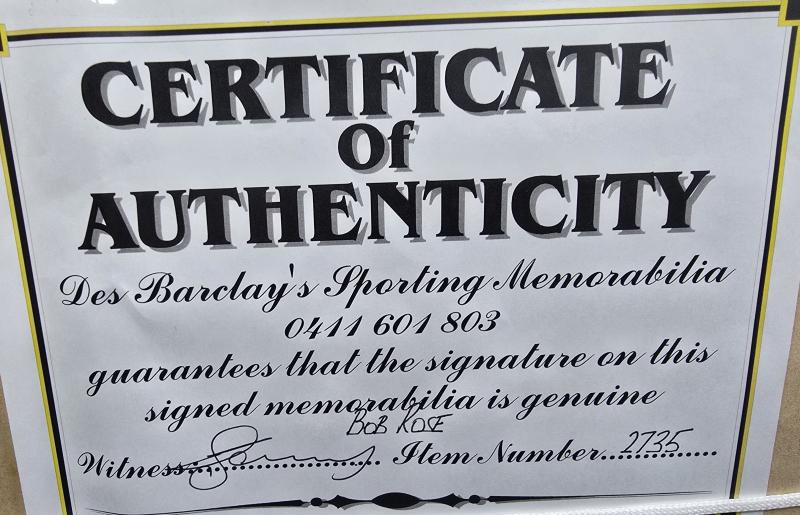 CERTIFICATE
Of
AUTHENTICITY
Des Barclay's Sporting Memorabilia
0411 601 803
guarantees that the signature on this
signed memorabilia is genuine
BOB ROSE
Witness.................. Item Number..2735.......